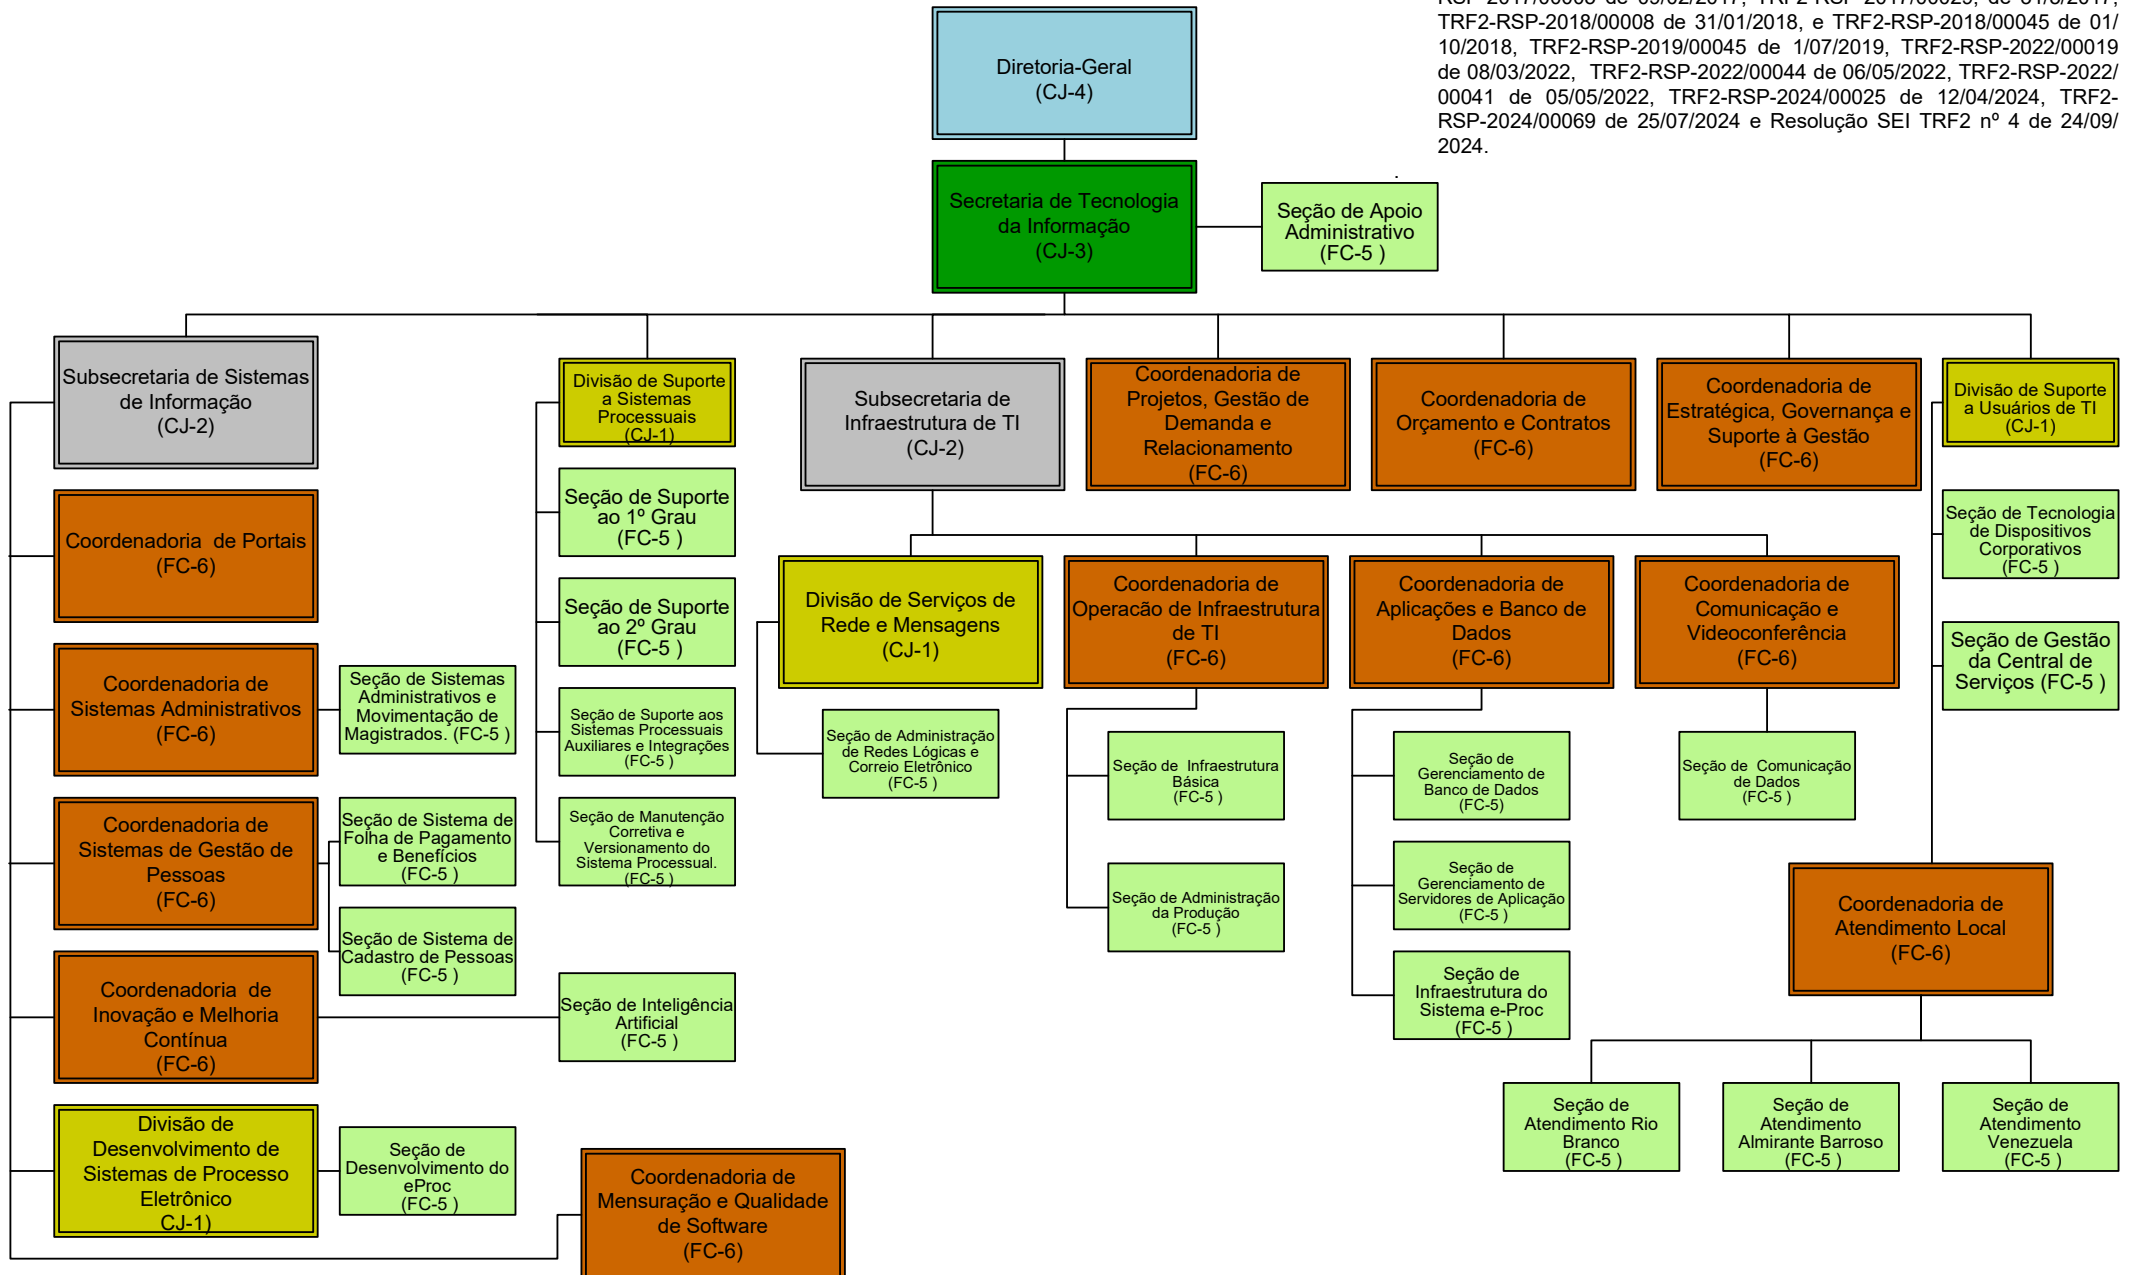 TRF2-RSP-2018/00008 de 31/01/2018, e TRF2-RSP-2018/00045 de 01/
10/2018, TRF2-RSP-2019/00045 de 1/07/2019, TRF2-RSP-2022/00019
de 08/03/2022, TRF2-RSP-2022/00044 de 06/05/2022, TRF2-RSP-2022/
00041 de 05/05/2022, TRF2-RSP-2024/00025 de 12/04/2024, TRF2-
RSP-2024/00069 de 25/07/2024 e Resolução SEI TRF2 nº 4 de 24/09/
2024.
.
Diretoria-Geral
(CJ-4)
Secretaria de Tecnologia
da Informação
(CJ-3)
Seção de Apoio
Administrativo
(FC-5 )
Subsecretaria de Sistemas
de Informação
(CJ-2)
Divisão de Suporte
a Sistemas
Processuais
(CJ-1)
Subsecretaria de
Infraestrutura de TI
(CJ-2)
Coordenadoria de
Projetos, Gestão de
Demanda e
Relacionamento
(FC-6)
Coordenadoria de
Orçamento e Contratos
(FC-6)
Coordenadoria de
Estratégica, Governança e
Suporte à Gestão
(FC-6)
Divisão de Suporte
a Usuários de TI
(CJ-1)
Coordenadoria de Portais
(FC-6)
Seção de Suporte
ao 1º Grau
(FC-5 )
Seção de Tecnologia
de Dispositivos
Corporativos
(FC-5 )
Seção de Suporte
ao 2º Grau
(FC-5 )
Divisão de Serviços de
Rede e Mensagens
(CJ-1)
Coordenadoria de
Operacão de Infraestrutura
de TI
(FC-6)
Coordenadoria de
Aplicações e Banco de
Dados
(FC-6)
Coordenadoria de
Comunicação e
Videoconferência
(FC-6)
Seção de Gestão
da Central de
Serviços (FC-5 )
Coordenadoria de
Sistemas Administrativos
(FC-6)
Seção de Sistemas
Administrativos e
Movimentação de
Magistrados. (FC-5 )
Seção de Suporte aos
Sistemas Processuais
Auxiliares e Integrações
(FC-5 )
Seção de Administração
de Redes Lógicas e
Correio Eletrônico
(FC-5 )
Seção de Infraestrutura
Básica
(FC-5 )
Seção de
Gerenciamento de
Banco de Dados
(FC-5)
Seção de Comunicação
de Dados
(FC-5 )
Coordenadoria de
Sistemas de Gestão de
Pessoas
(FC-6)
Seção de Sistema de
Folha de Pagamento
e Benefícios
(FC-5 )
Seção de Manutenção
Corretiva e
Versionamento do
Sistema Processual.
(FC-5 )
Seção de Administração
da Produção
(FC-5 )
Seção de
Gerenciamento de
Servidores de Aplicação
(FC-5 )
Coordenadoria de
Atendimento Local
(FC-6)
Seção de Sistema de
Cadastro de Pessoas
(FC-5 )
Coordenadoria de
Inovação e Melhoria
Contínua
(FC-6)
Seção de Inteligência
Artificial
(FC-5 )
Seção de
Infraestrutura do
Sistema e-Proc
(FC-5 )
Divisão de
Desenvolvimento de
Sistemas de Processo
Eletrônico
CJ-1)
Seção de
Desenvolvimento do
eProc
(FC-5 )
Coordenadoria de
Mensuração e Qualidade
de Software
(FC-6)
Seção de
Atendimento Rio
Branco
(FC-5 )
Seção de
Atendimento
Almirante Barroso
(FC-5 )
Seção de
Atendimento
Venezuela
(FC-5 )